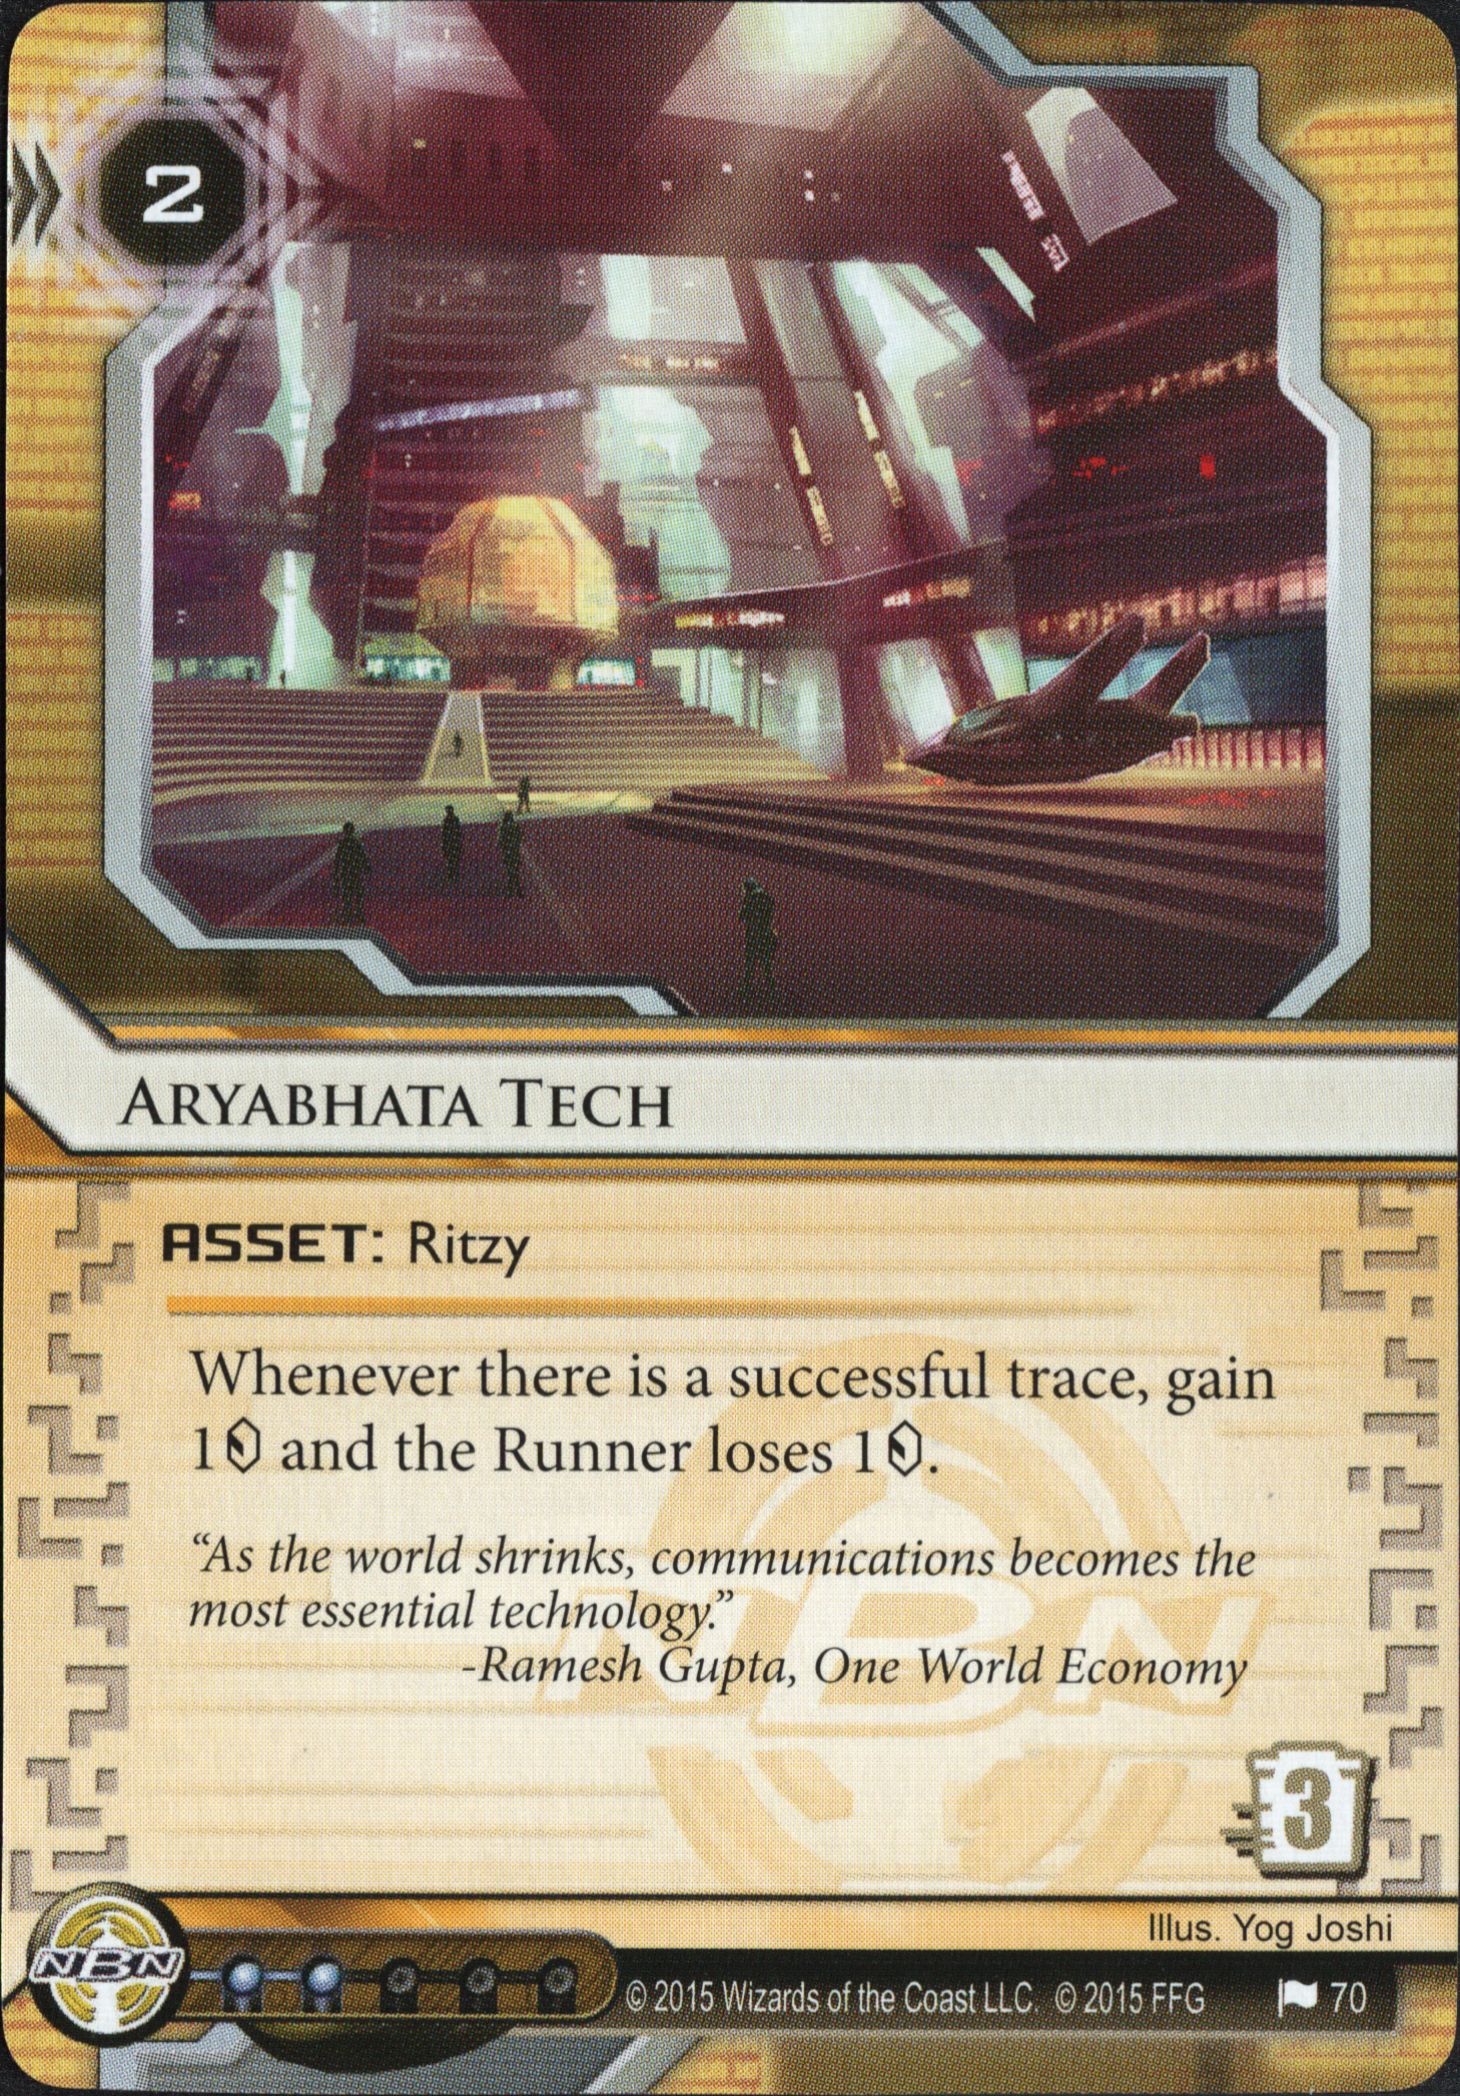 2
ARYABHATA TECH
ASSET: Ritzy
Whenever there is a successful trace, gain
1 and the Runner loses 1.
“As the world shrinks, communications becomes the
most essential technology.”
-Ramesh Gupta, One World Economy
3
Illus. Yog Joshi
NBN
© 2015 Wizards of the Coast LLC. © 2015 FFG
70